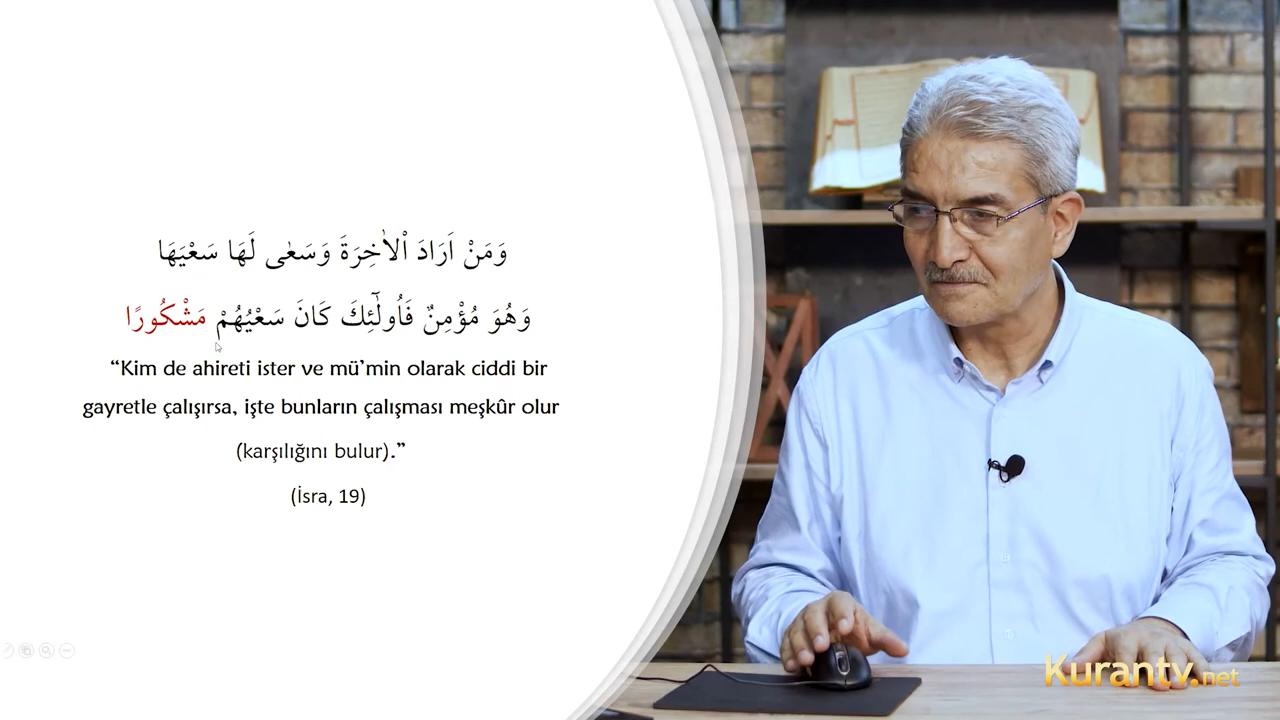 وَمَنْ اَرَادَ الْاٰخِرَةَ وَسَعٰى لَهَا سَعْيَهَا
وَهُوَ مُؤْمِنٌ فَاُولٰٓئِكَ كَانَ سَعْيُهُمْ مَشْكُورًا
“Kim de ahireti ister ve mü’min olarak ciddi bir
gayretle çalışırsa, işte bunların çalışması meşkûr olur
(karşılığını bulur).”
(İsra, 19)
Kurantv.net